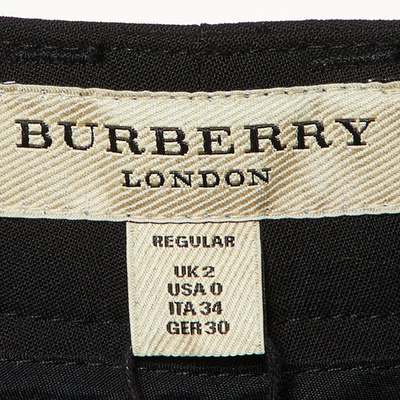 BURBERRY
LONDON
REGULAR
UK 2
USA 0
ITA 34
GER 30